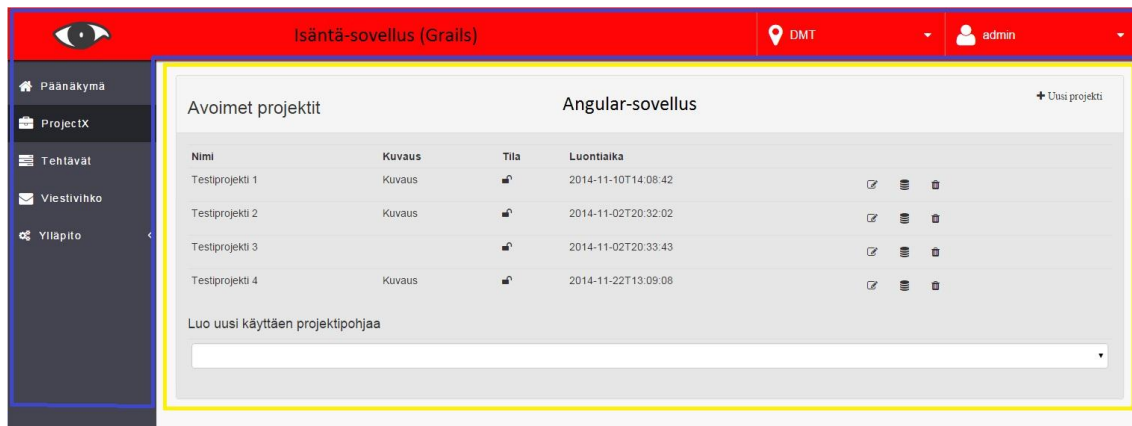 Isäntä-sovellus (Grails)
DMT
admin
Päänäkymä
ProjectX
Tehtävät
Viestivihko
Ylläpito
Avoimet projektit
Angular-sovellus
Uusi projekti
Nimi Kuvaus Tila Luontiaika
Testiprojekti 1 Kuvaus 2014-11-10T14:08:42
Testiprojekti 2 Kuvaus 2014-11-02T20:32:02
Testiprojekti 3 2014-11-02T20:33:43
Testiprojekti 4 Kuvaus 2014-11-22T13:09:08
Luo uusi käyttäen projektipohjaa